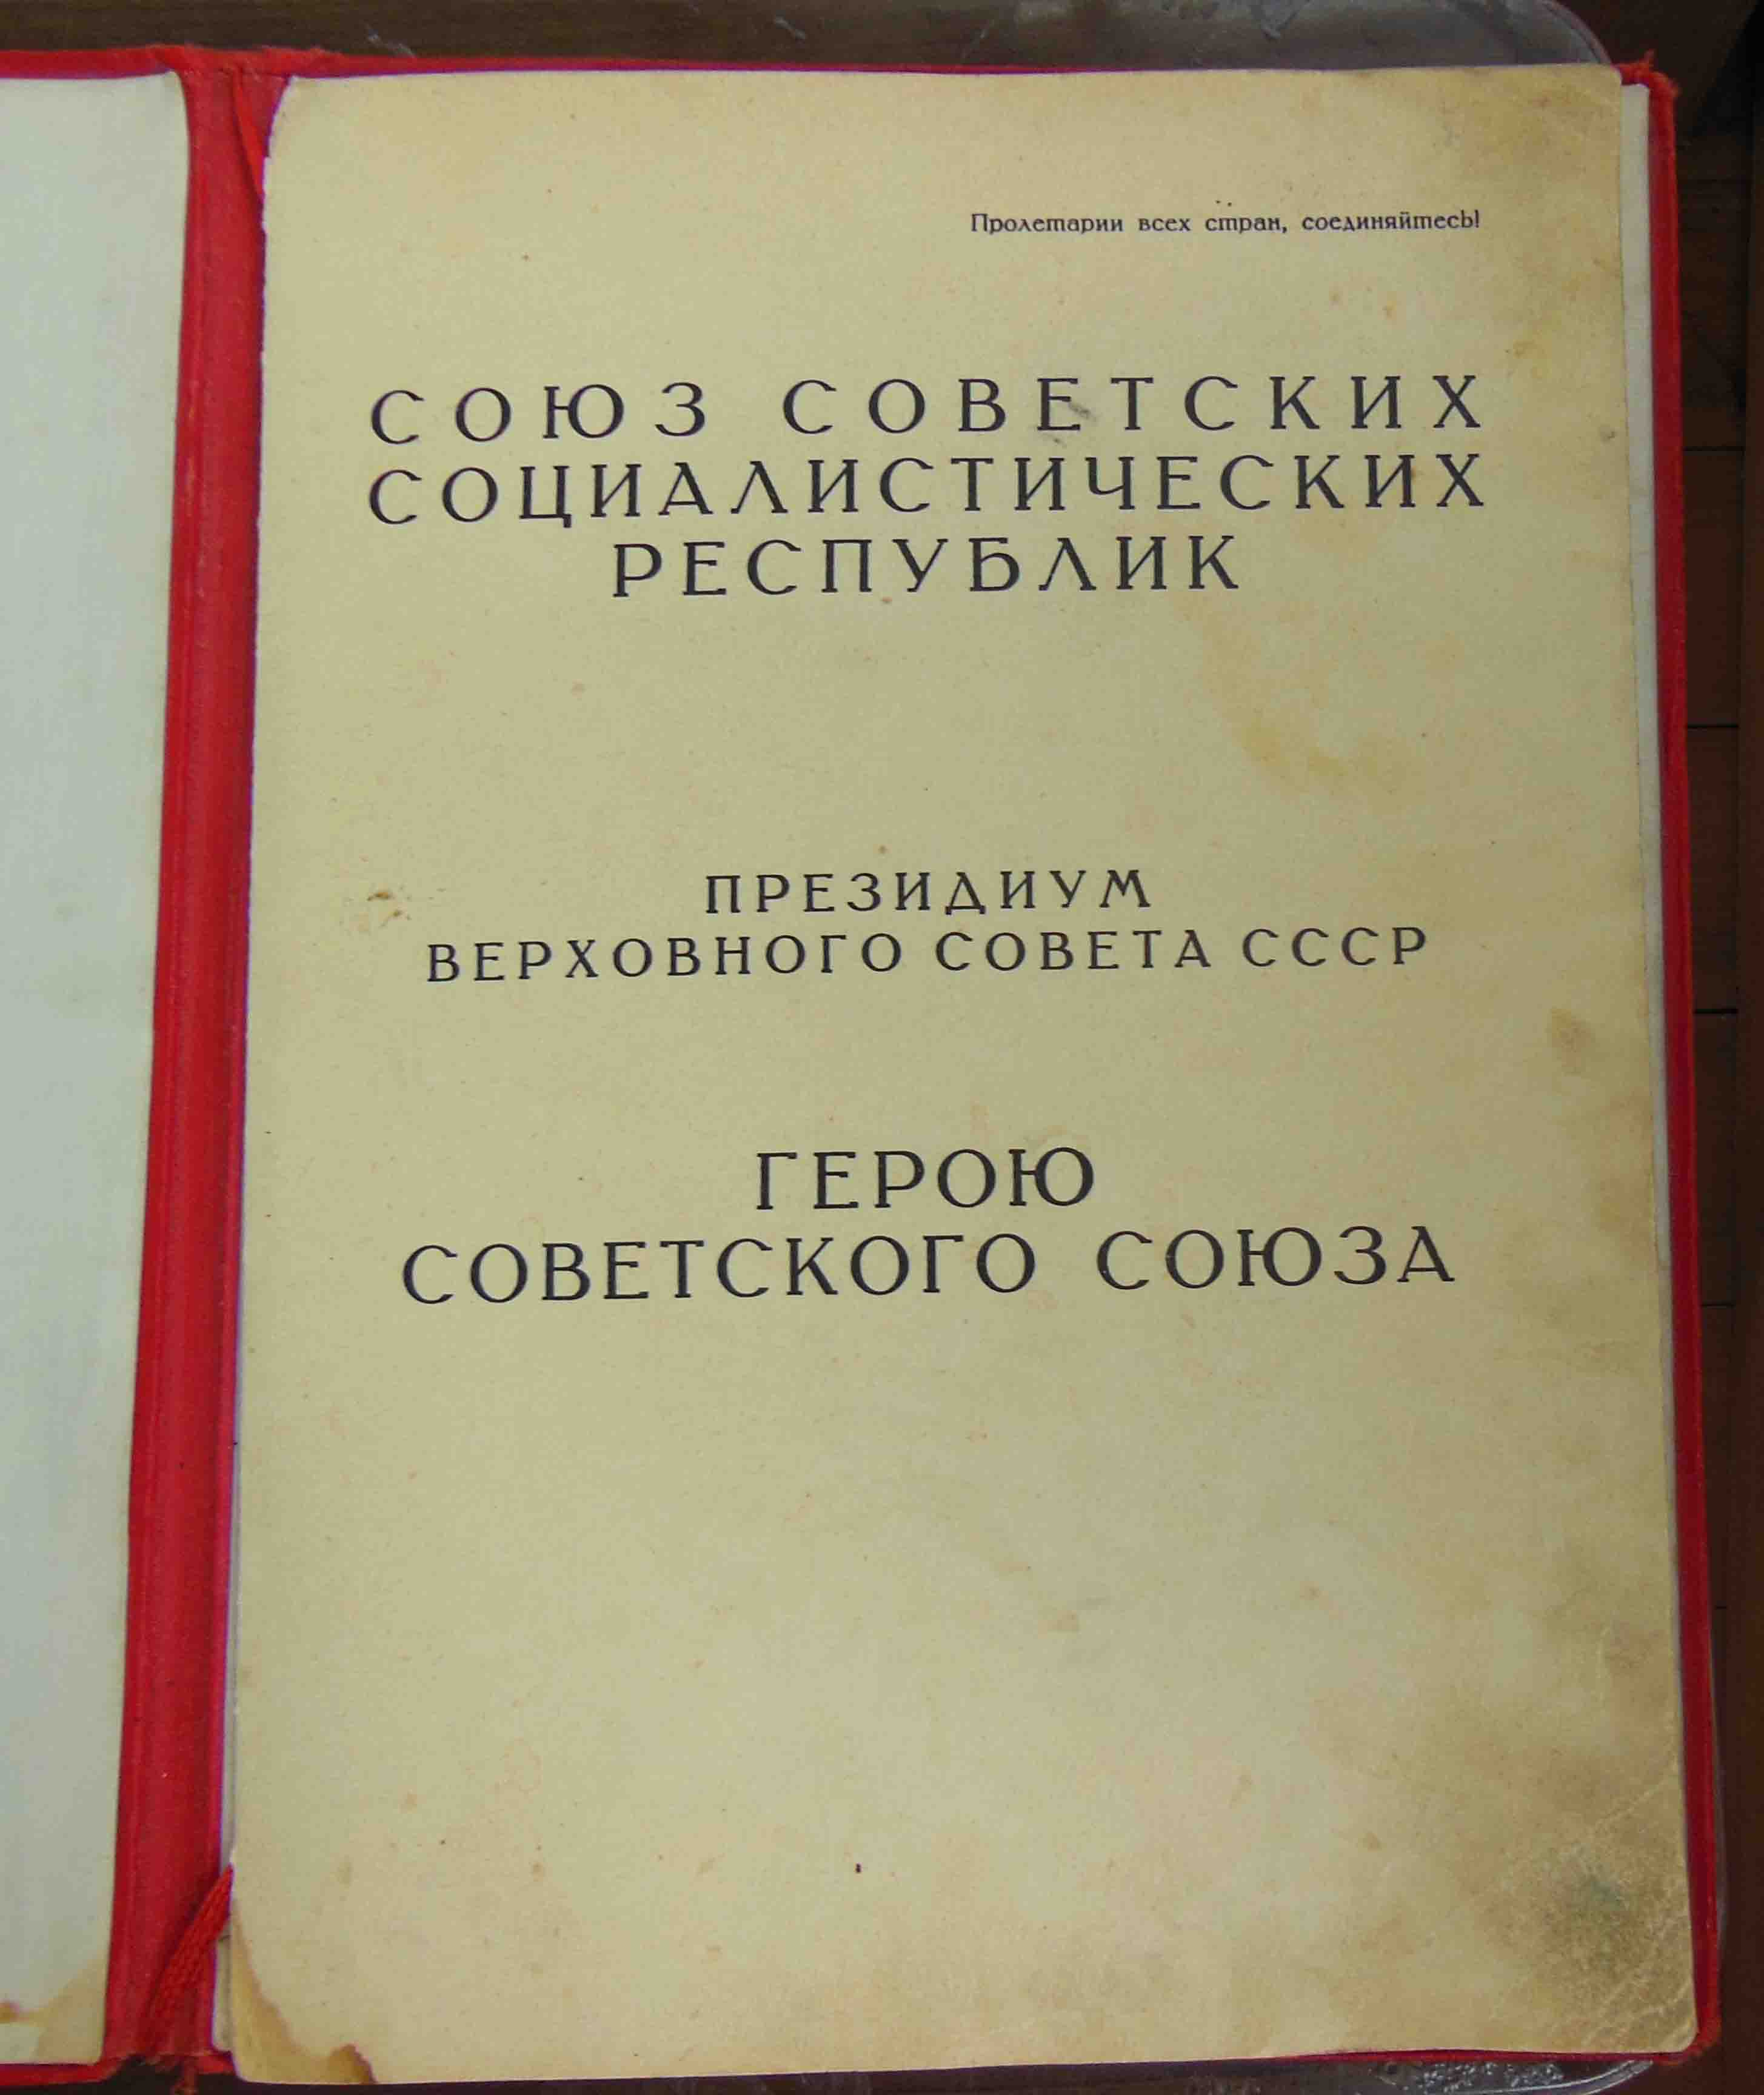 Пролетарии всех стран, соединяйтесь!
СОЮЗ СОВЕТСКИХ
СОЦИАЛИСТИЧЕСКИХ
РЕСПУБЛИК
ПРЕЗИДИУМ
ВЕРХОВНОГО СОВЕТА СССР
ГЕРОЮ
СОВЕТСКОГО СОЮЗА